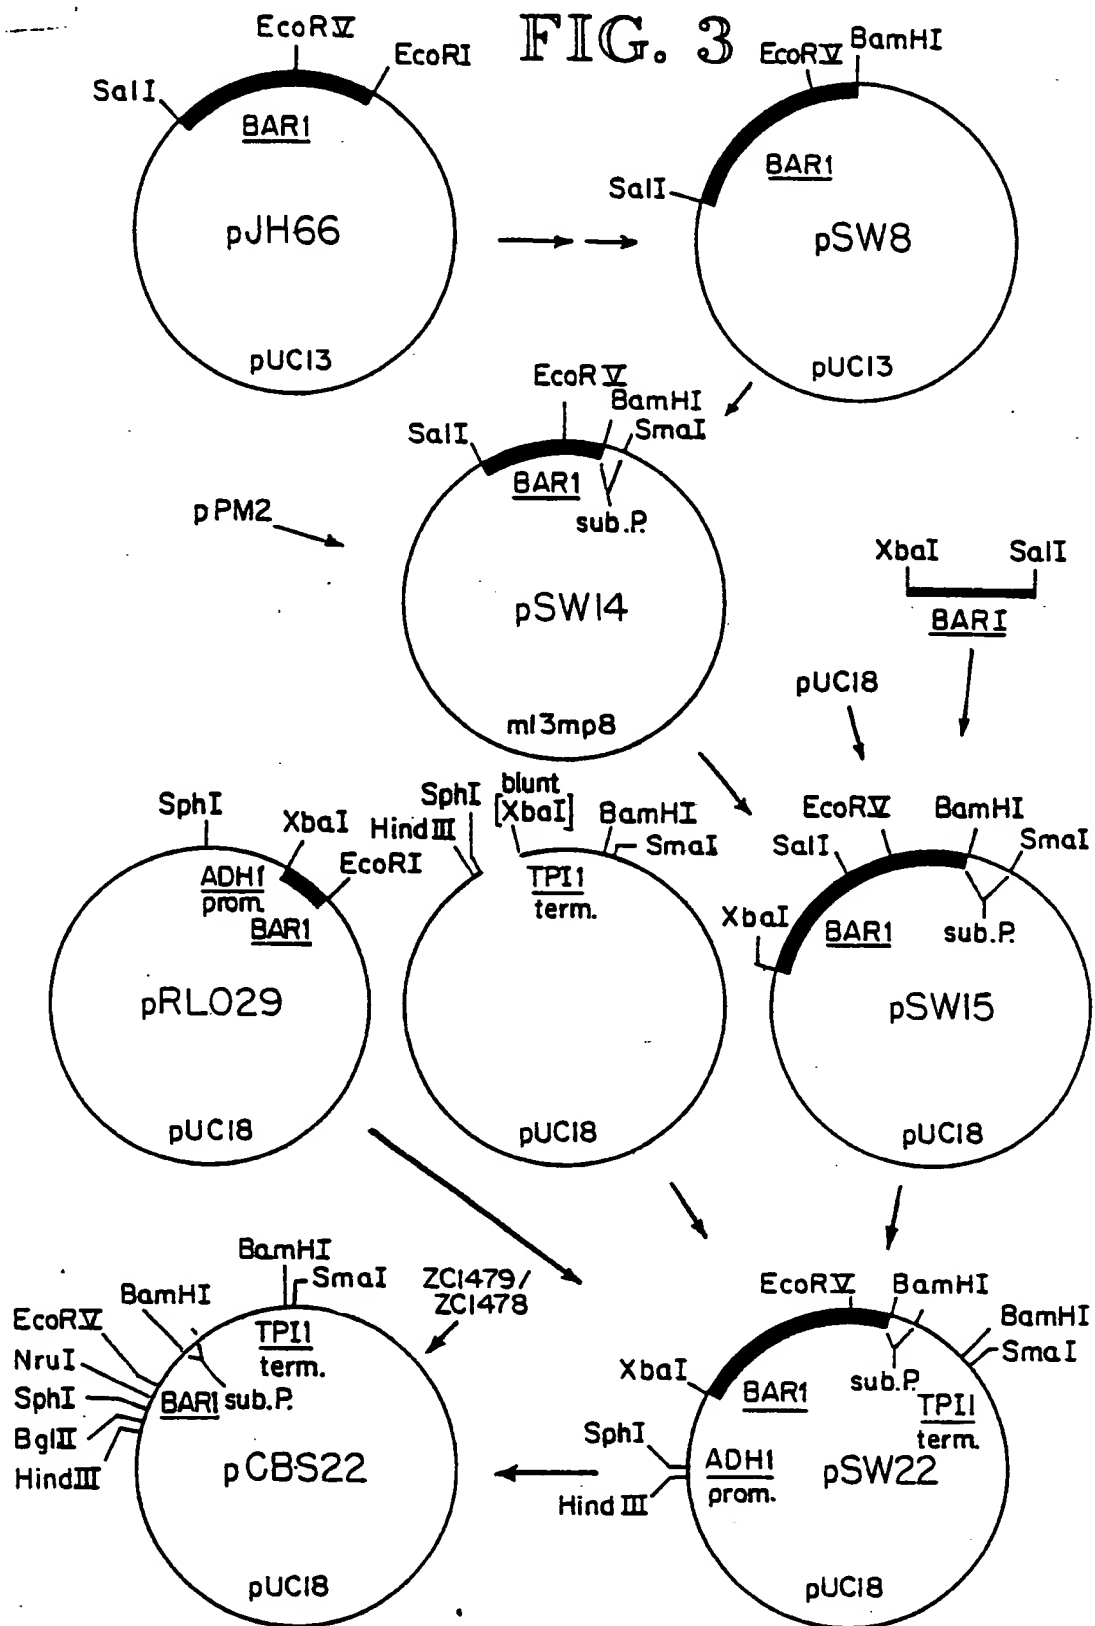 FIG. 3
EcoRV
EcoRI
SalI
BAR1
pJH66
pUC13
EcoRV
BamHI
BAR1
SalI
pSW8
pUC13
EcoRV
BamHI
SmaI
SalI
BAR1
sub.P.
pPM2
pSW14
m13mp8
XbaI
SalI
BARI
pUC18
SphI
XbaI
EcoRI
ADH1
prom.
BAR1
pRLO29
pUC18
SphI
HindIII
blunt
[XbaI]
BamHI
SmaI
TPI1
term.
pUC18
EcoRV
BamHI
SalI
SmaI
XbaI
BAR1
sub.P.
pSW15
pUC18
BamHI
SmaI
ZC1479/
ZC1478
BamHI
EcoRV
NruI
SphI
BglII
HindIII
TPI1
term.
BAR1
sub.P.
pCBS22
pUC18
EcoRV
BamHI
BamHI
SmaI
XbaI
BAR1
sub.P.
TPI1
term.
SphI
HindIII
ADH1
prom.
pSW22
pUC18